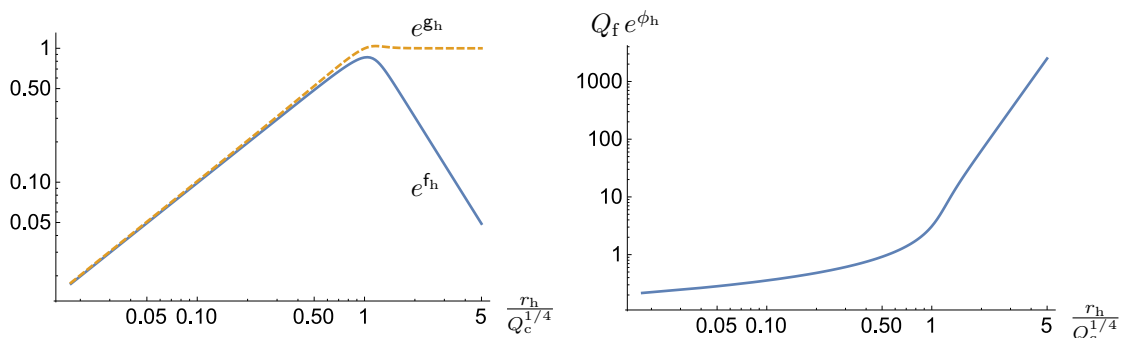 e^{g_h}
1
0.50
e^{f_h}
0.10
0.05
0.05 0.10 0.50 1 5
r_h / Q_c^{1/4}
Q_f e^{ϕ_h}
1000
100
10
1
0.05 0.10 0.50 1 5
r_h / Q_c^{1/4}